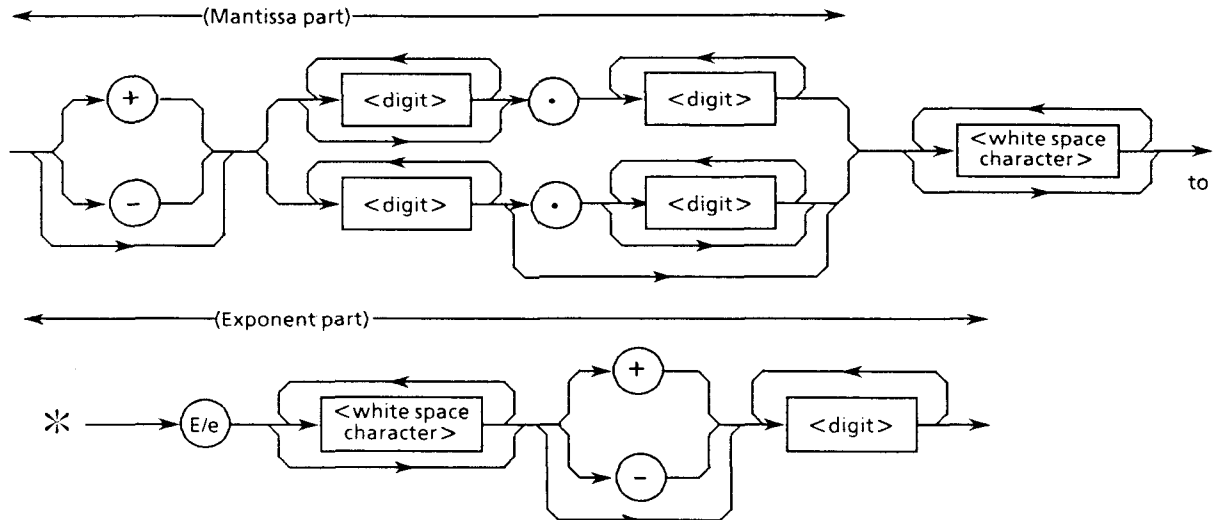 (Mantissa part)
+
<digit>
.
<digit>
<white space
character>
to
-
<digit>
.
<digit>
(Exponent part)
+
* E/e
<white space
character>
<digit>
-